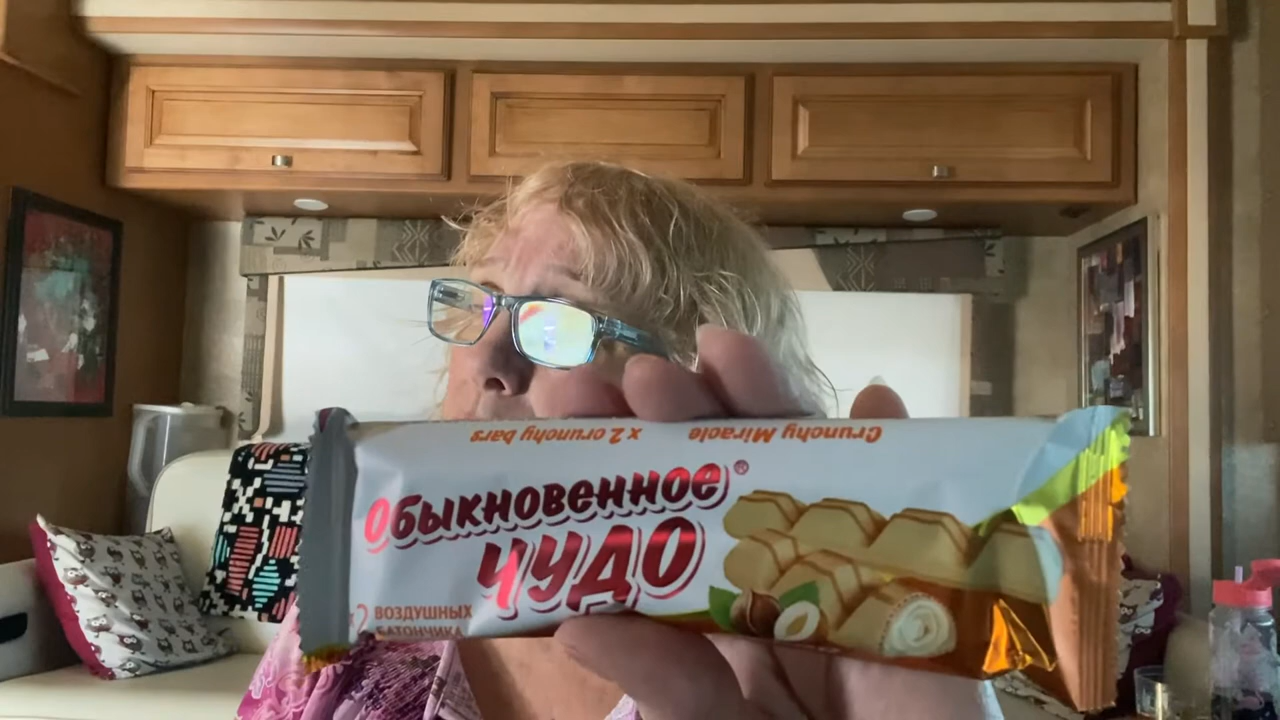 Crunchy Miracle x 2 crunchy bars
Обыкновенное®
ЧУДО
2 ВОЗДУШНЫХ
БАТОНЧИКА